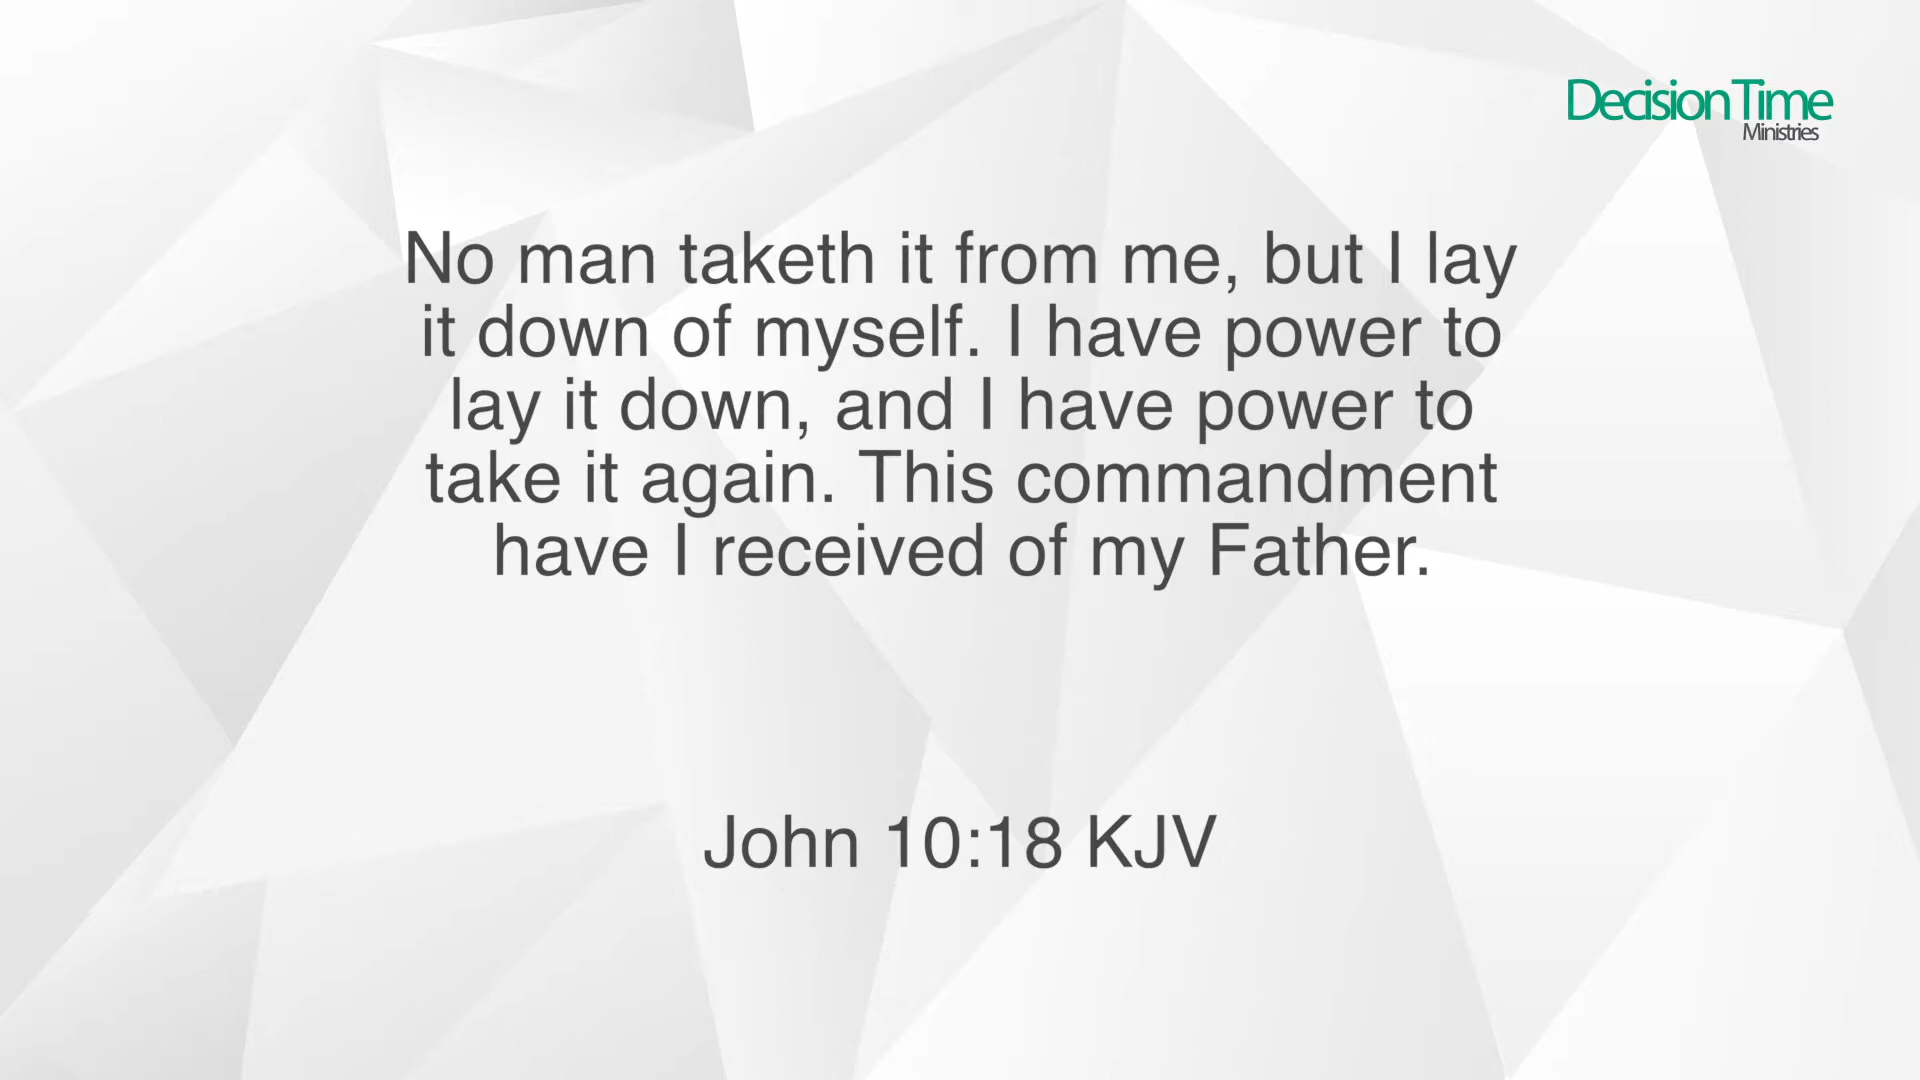 DecisionTime
Ministries
No man taketh it from me, but I lay
it down of myself. I have power to
lay it down, and I have power to
take it again. This commandment
have I received of my Father.
John 10:18 KJV